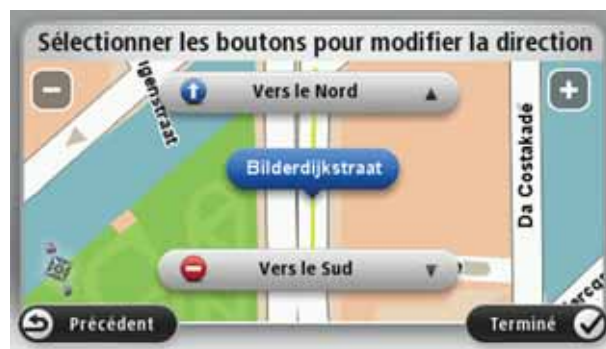 Sélectionner les boutons pour modifier la direction
Vers le Nord
Bilderdijkstraat
Da Costakade
Vers le Sud
Précédent
Terminé